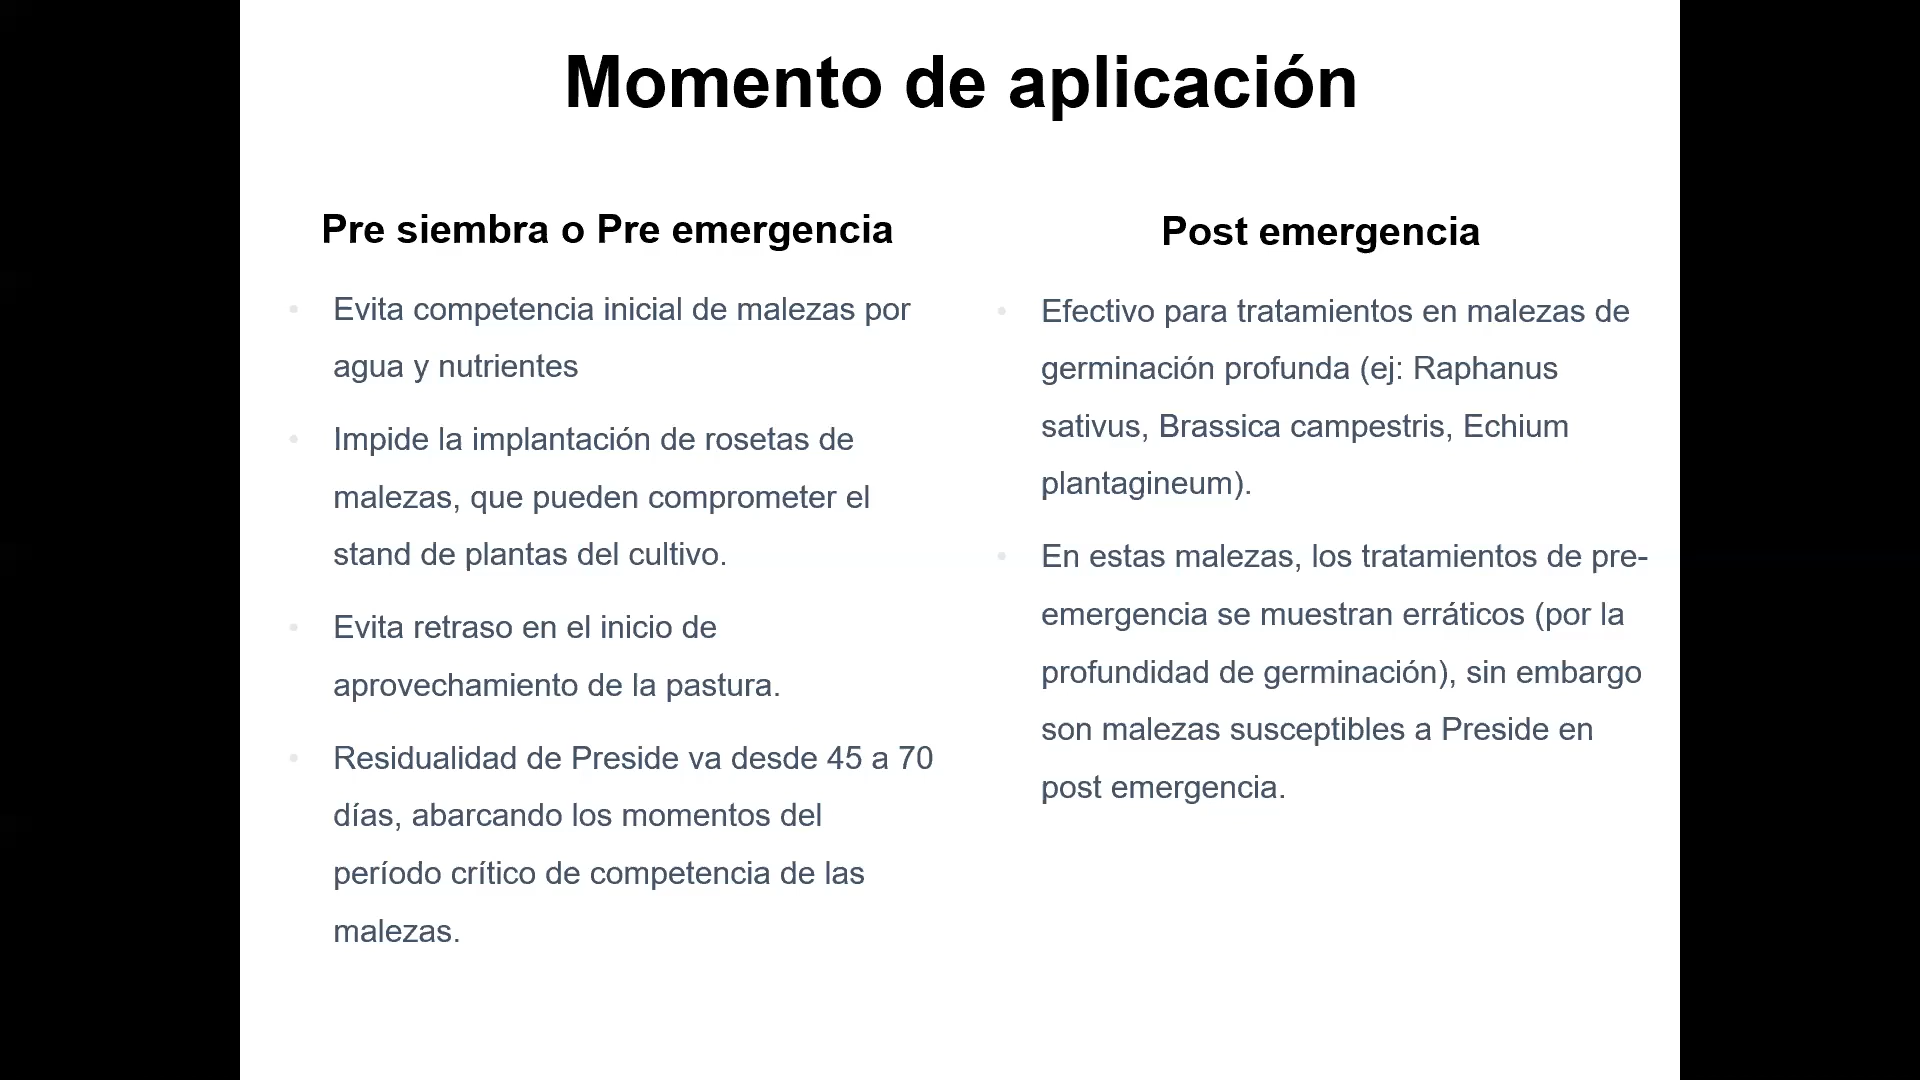 Momento de aplicación
Pre siembra o Pre emergencia
Evita competencia inicial de malezas por
agua y nutrientes
Impide la implantación de rosetas de
malezas, que pueden comprometer el
stand de plantas del cultivo.
Evita retraso en el inicio de
aprovechamiento de la pastura.
Residualidad de Preside va desde 45 a 70
días, abarcando los momentos del
período crítico de competencia de las
malezas.
Post emergencia
Efectivo para tratamientos en malezas de
germinación profunda (ej: Raphanus
sativus, Brassica campestris, Echium
plantagineum).
En estas malezas, los tratamientos de pre-
emergencia se muestran erráticos (por la
profundidad de germinación), sin embargo
son malezas susceptibles a Preside en
post emergencia.